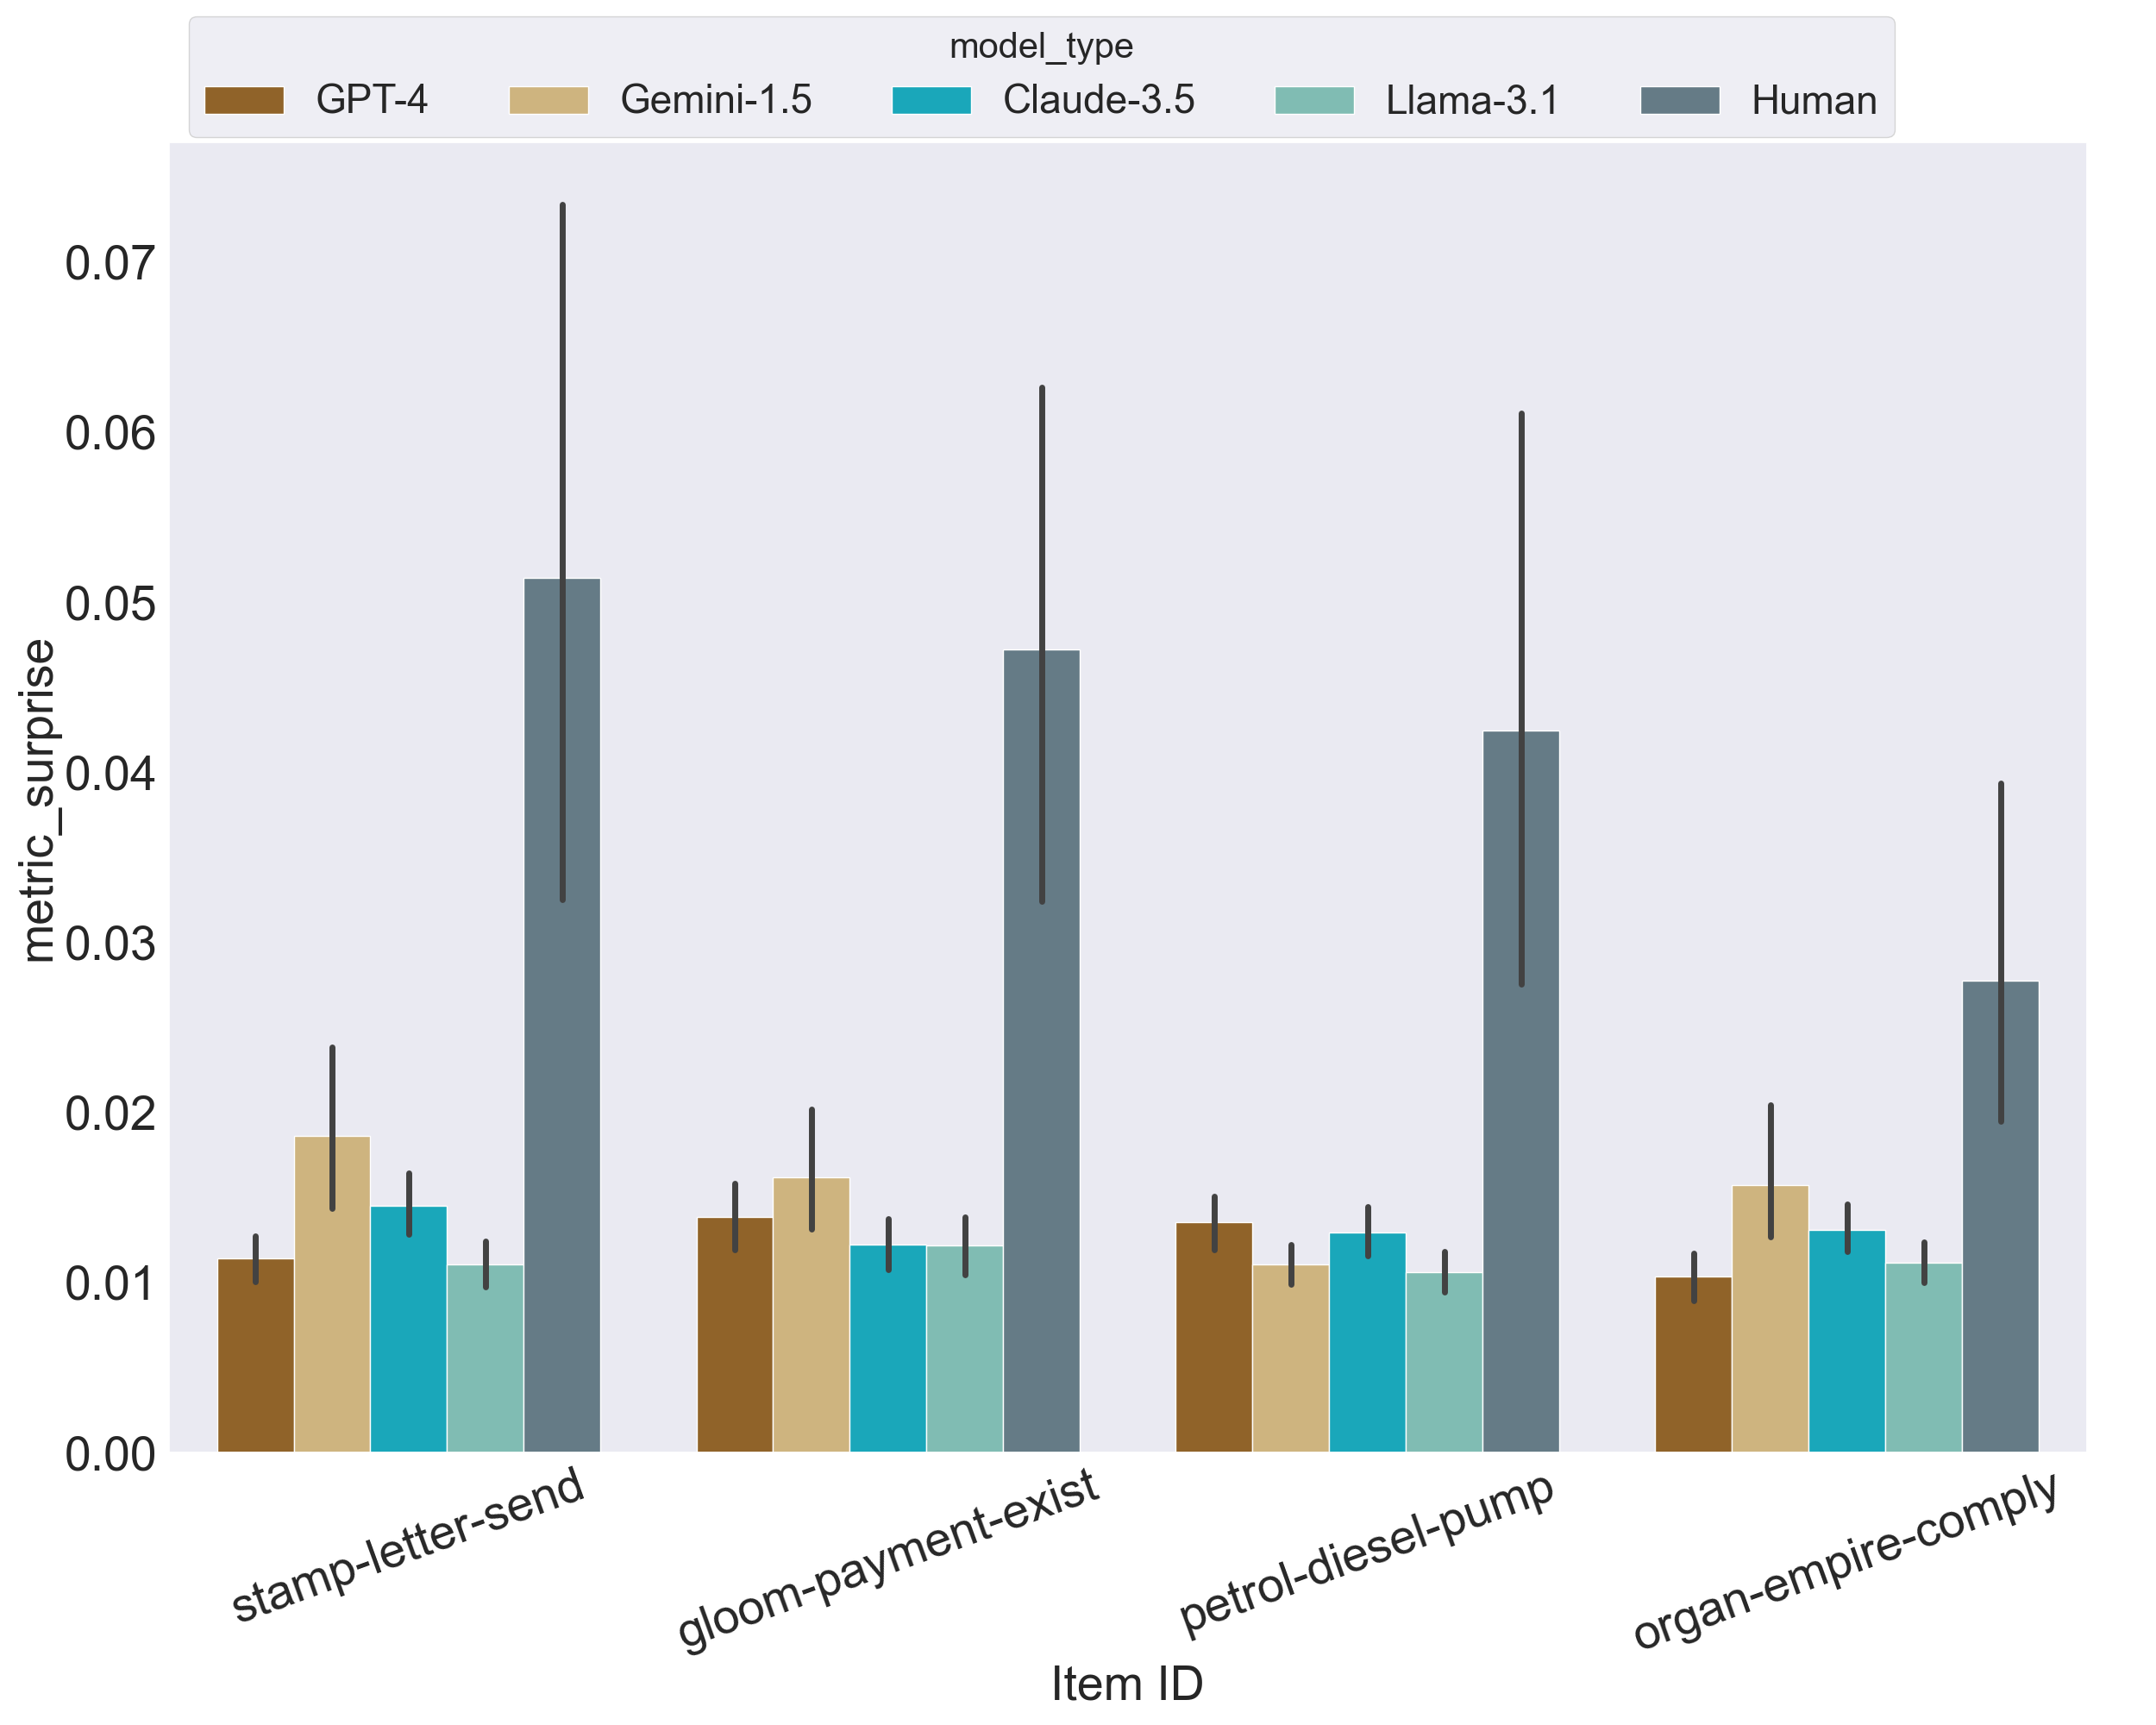 model_type
GPT-4 Gemini-1.5 Claude-3.5 Llama-3.1 Human
metric_surprise
0.07
0.06
0.05
0.04
0.03
0.02
0.01
0.00
stamp-letter-send gloom-payment-exist petrol-diesel-pump organ-empire-comply
Item ID